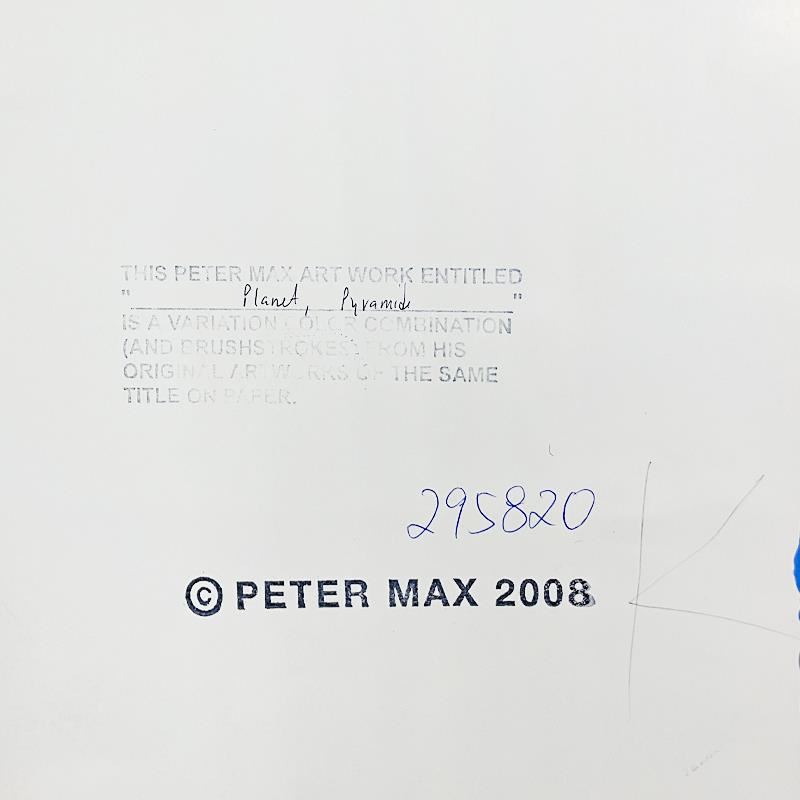 THIS PETER MAX ART WORK ENTITLED
" Planet, Pyramide "
IS A VARIATION COLOR COMBINATION
(AND BRUSHSTROKES) FROM HIS
ORIGINAL ART WORKS OF THE SAME
TITLE ON PAPER.
295820
K
© PETER MAX 2008